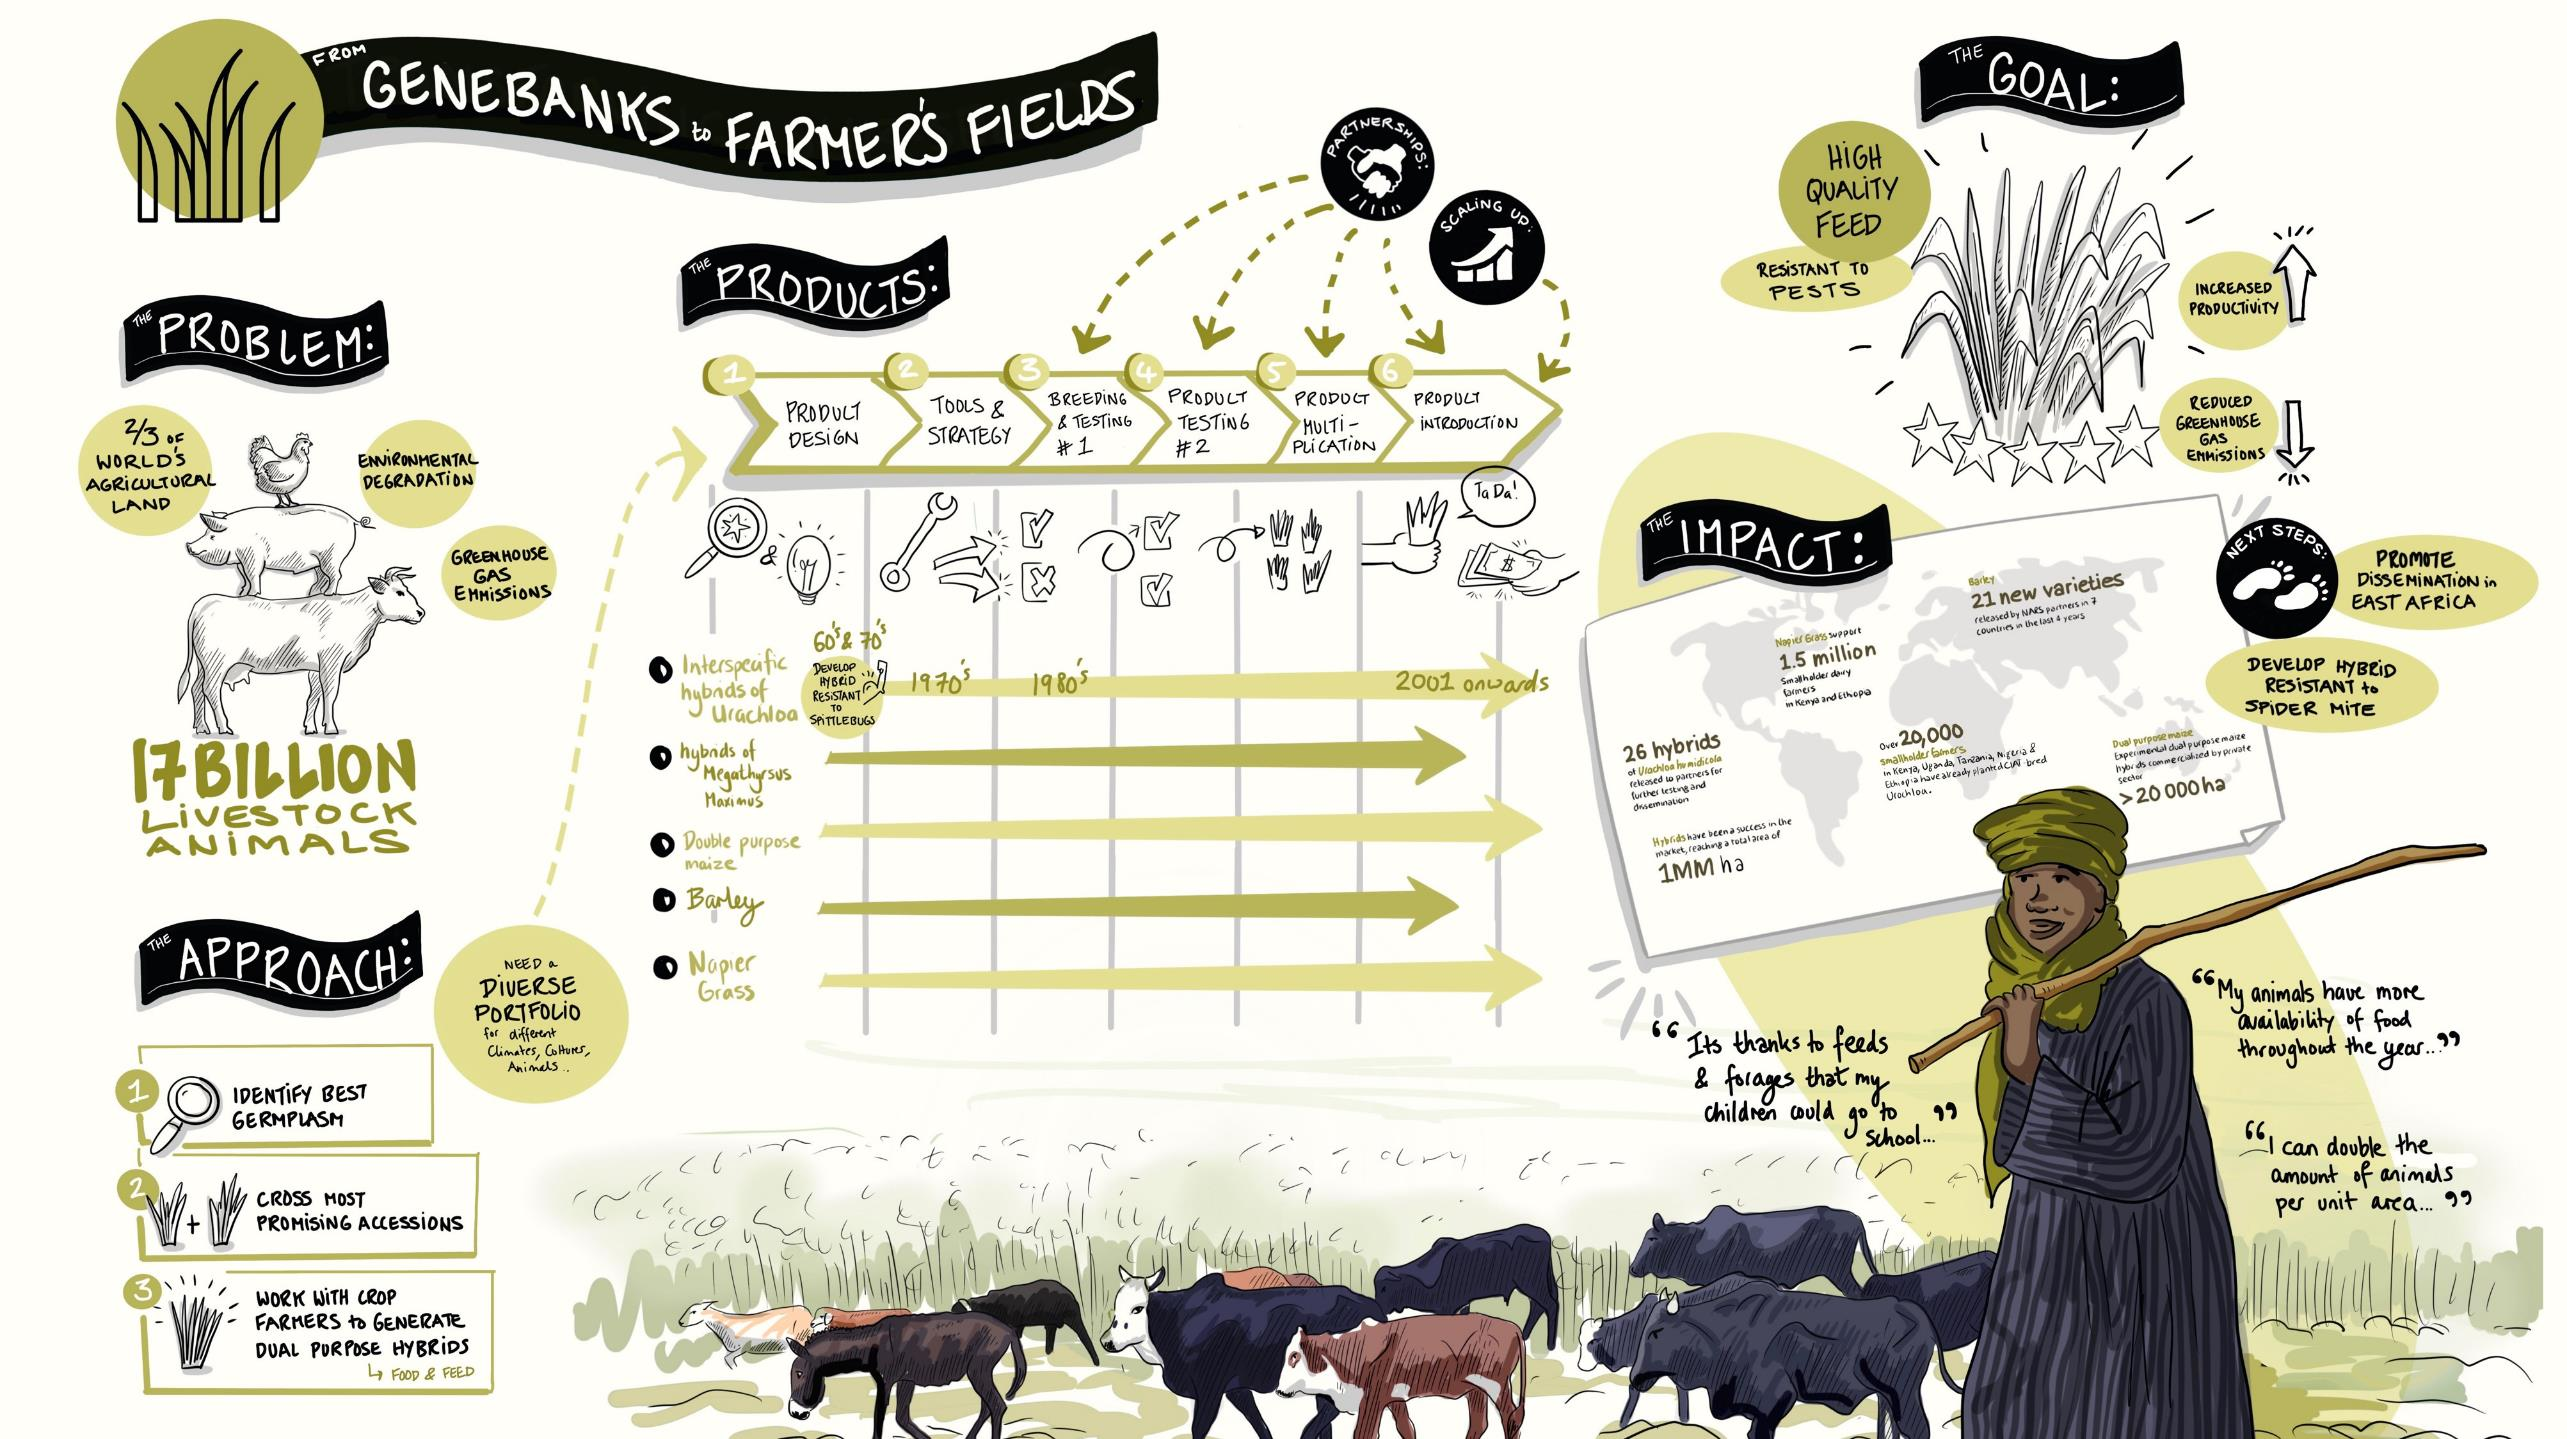 FROM
GENEBANKS to FARMER'S FIELDS
THE
PROBLEM:
2/3 OF
WORLD'S
AGRICULTURAL
LAND
ENVIRONMENTAL
DEGRADATION
GREENHOUSE
GAS
EMMISSIONS
17 BILLION
LIVESTOCK
ANIMALS
THE
APPROACH:
1
IDENTIFY BEST
GERMPLASM
2
+
CROSS MOST
PROMISING ACCESSIONS
3
WORK WITH CROP
FARMERS to GENERATE
DUAL PURPOSE HYBRIDS
↳ FOOD & FEED
NEED a
DIVERSE
PORTFOLIO
for different
Climates, Cultures,
Animals..
THE
PRODUCTS:
PARTNERSHIPS:
SCALING UP:
1
PRODUCT
DESIGN
2
TOOLS &
STRATEGY
3
BREEDING
& TESTING
#1
4
PRODUCT
TESTING
#2
5
PRODUCT
MULTI-
PLICATION
6
PRODUCT
INTRODUCTION
&
TaDa!
$
Interspecific
hybrids of
Urachloa
60's & 70's
DEVELOP
HYBRID
RESISTANT
TO
SPITTLEBUGS
1970's
1980's
2001 onwards
hybrids of
Megathyrsus
Maximus
Double purpose
maize
Barley
Napier
Grass
THE
GOAL:
HIGH
QUALITY
FEED
RESISTANT TO
PESTS
INCREASED
PRODUCTIVITY
REDUCED
GREENHOUSE
GAS
EMMISSIONS
THE
IMPACT:
Barley
21 new varieties
released by NARS partners in 7
countries in the last 4 years
Napier Grass support
1.5 million
Smallholder dairy
farmers
in Kenya and Ethiopia
26 hybrids
of Urachloa humidicola
released to partners for
further testing and
dissemination
Over 20,000
smallholder farmers
in Kenya, Uganda, Tanzania, Nigeria &
Ethiopia have already planted CIAT-bred
Urochloa.
Dual purpose maize
Experimental dual purpose maize
hybrids commercialized by private
sector
>20 000 ha
Hybrids have been a success in the
market, reaching a total area of
1MM ha
NEXT STEPS:
PROMOTE
DISSEMINATION in
EAST AFRICA
DEVELOP HYBRID
RESISTANT to
SPIDER MITE
“Its thanks to feeds
& forages that my
children could go to
school...”
“My animals have more
availability of food
throughout the year...”
“I can double the
amount of animals
per unit area...”